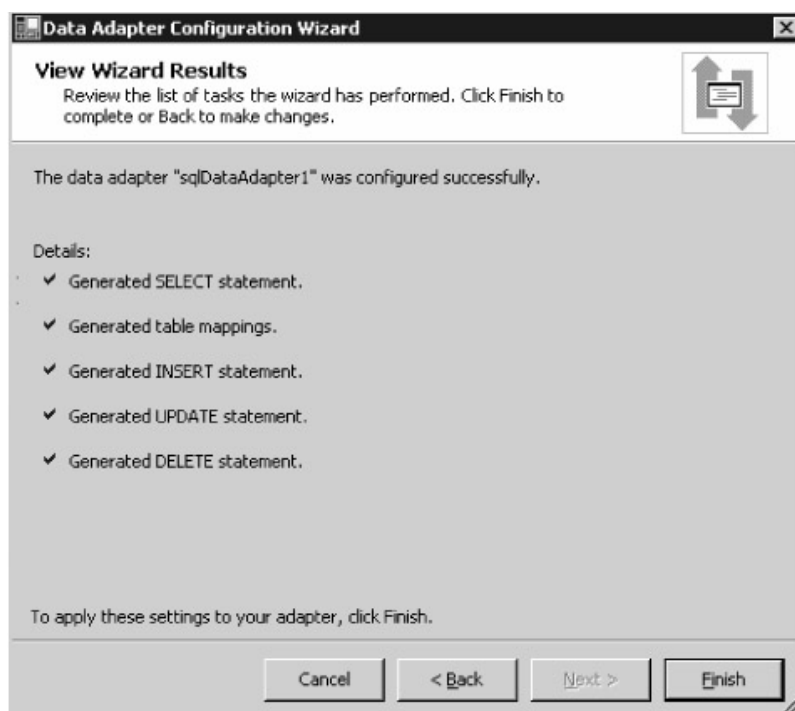 Data Adapter Configuration Wizard
View Wizard Results
Review the list of tasks the wizard has performed. Click Finish to
complete or Back to make changes.
The data adapter "sqlDataAdapter1" was configured successfully.
Details:
Generated SELECT statement.
Generated table mappings.
Generated INSERT statement.
Generated UPDATE statement.
Generated DELETE statement.
To apply these settings to your adapter, click Finish.
Cancel
< Back
Next >
Finish